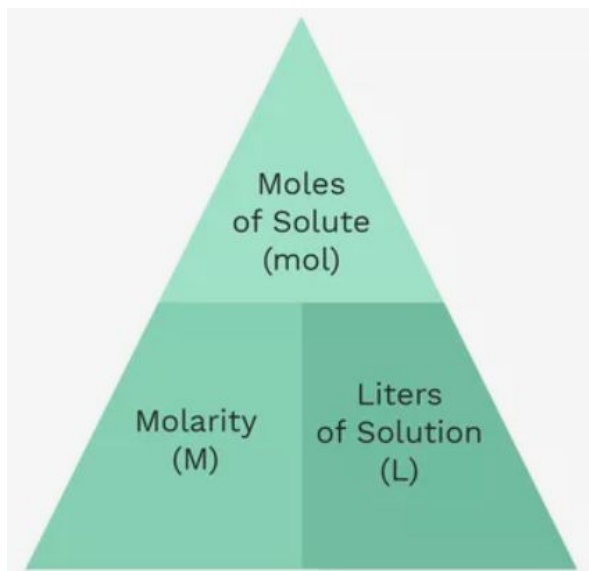 Moles
of Solute
(mol)
Molarity
(M)
Liters
of Solution
(L)